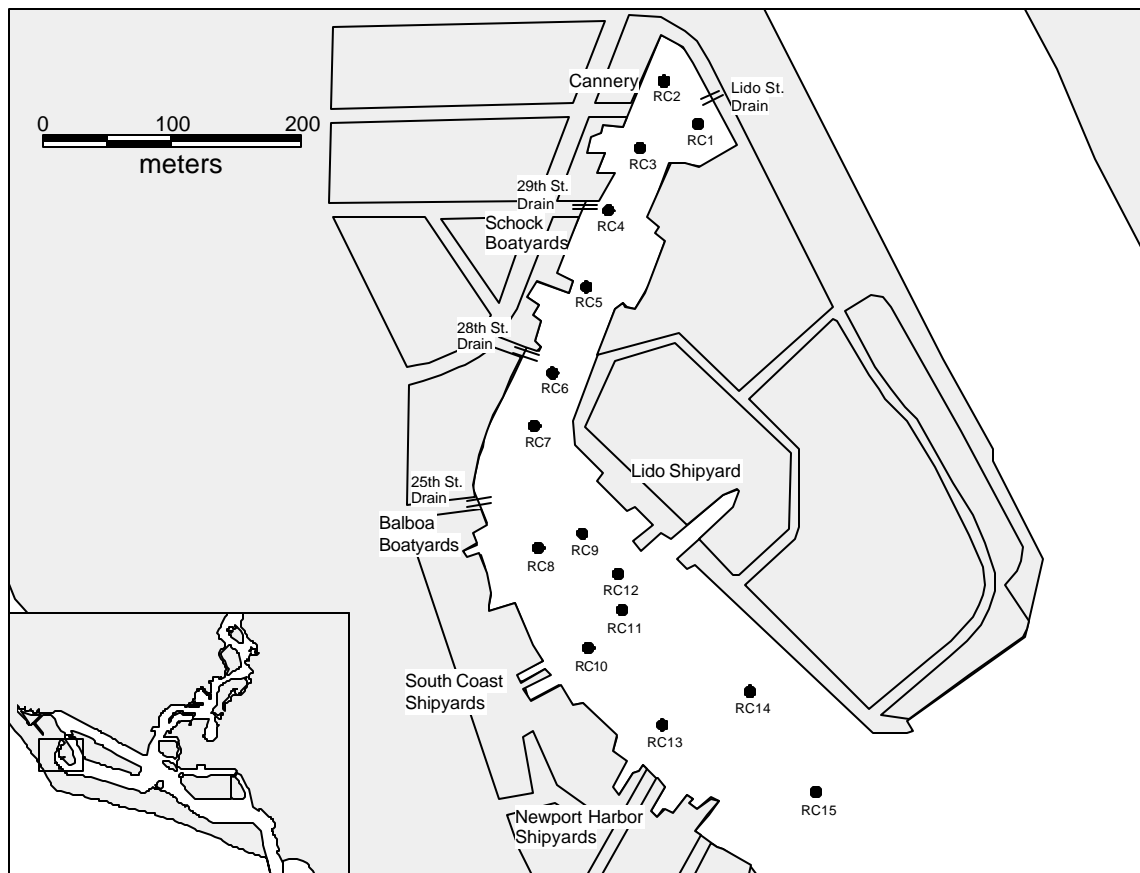 Cannery
RC2
Lido St.
Drain
0 100 200
meters
RC1
RC3
29th St.
Drain
RC4
Schock
Boatyards
RC5
28th St.
Drain
RC6
RC7
Lido Shipyard
25th St.
Drain
Balboa
Boatyards
RC9
RC8
RC12
RC11
RC10
South Coast
Shipyards
RC14
RC13
RC15
Newport Harbor
Shipyards